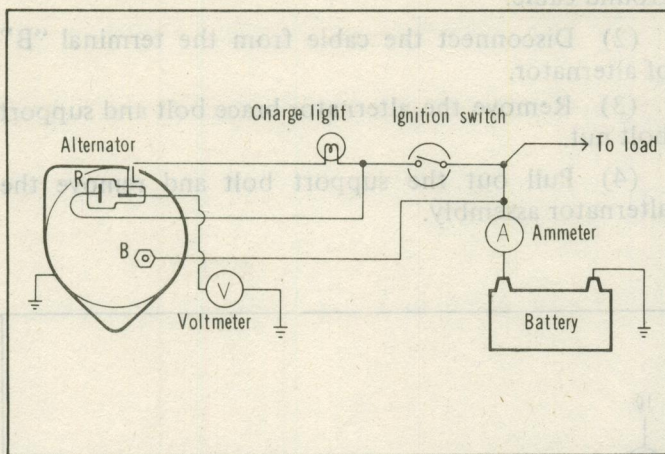 (2) Disconnect the cable from the terminal "B"
of alternator.
(3) Remove the alternator brace bolt and support
Charge light
Ignition switch
Alternator
To load
(4) Pull out the support bolt and remove the
alternator assembly.
R
L
B
A
Ammeter
V
Voltmeter
Battery